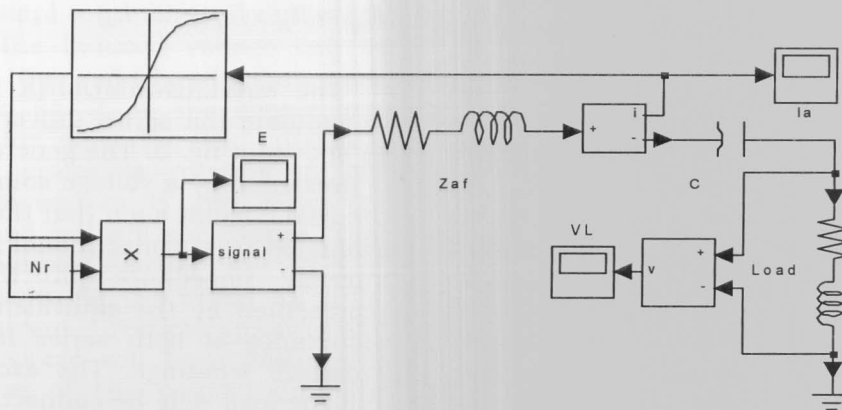 E
i
Ia
+
-
Zaf
C
Nr
×
signal
+
-
VL
v
+
-
Load